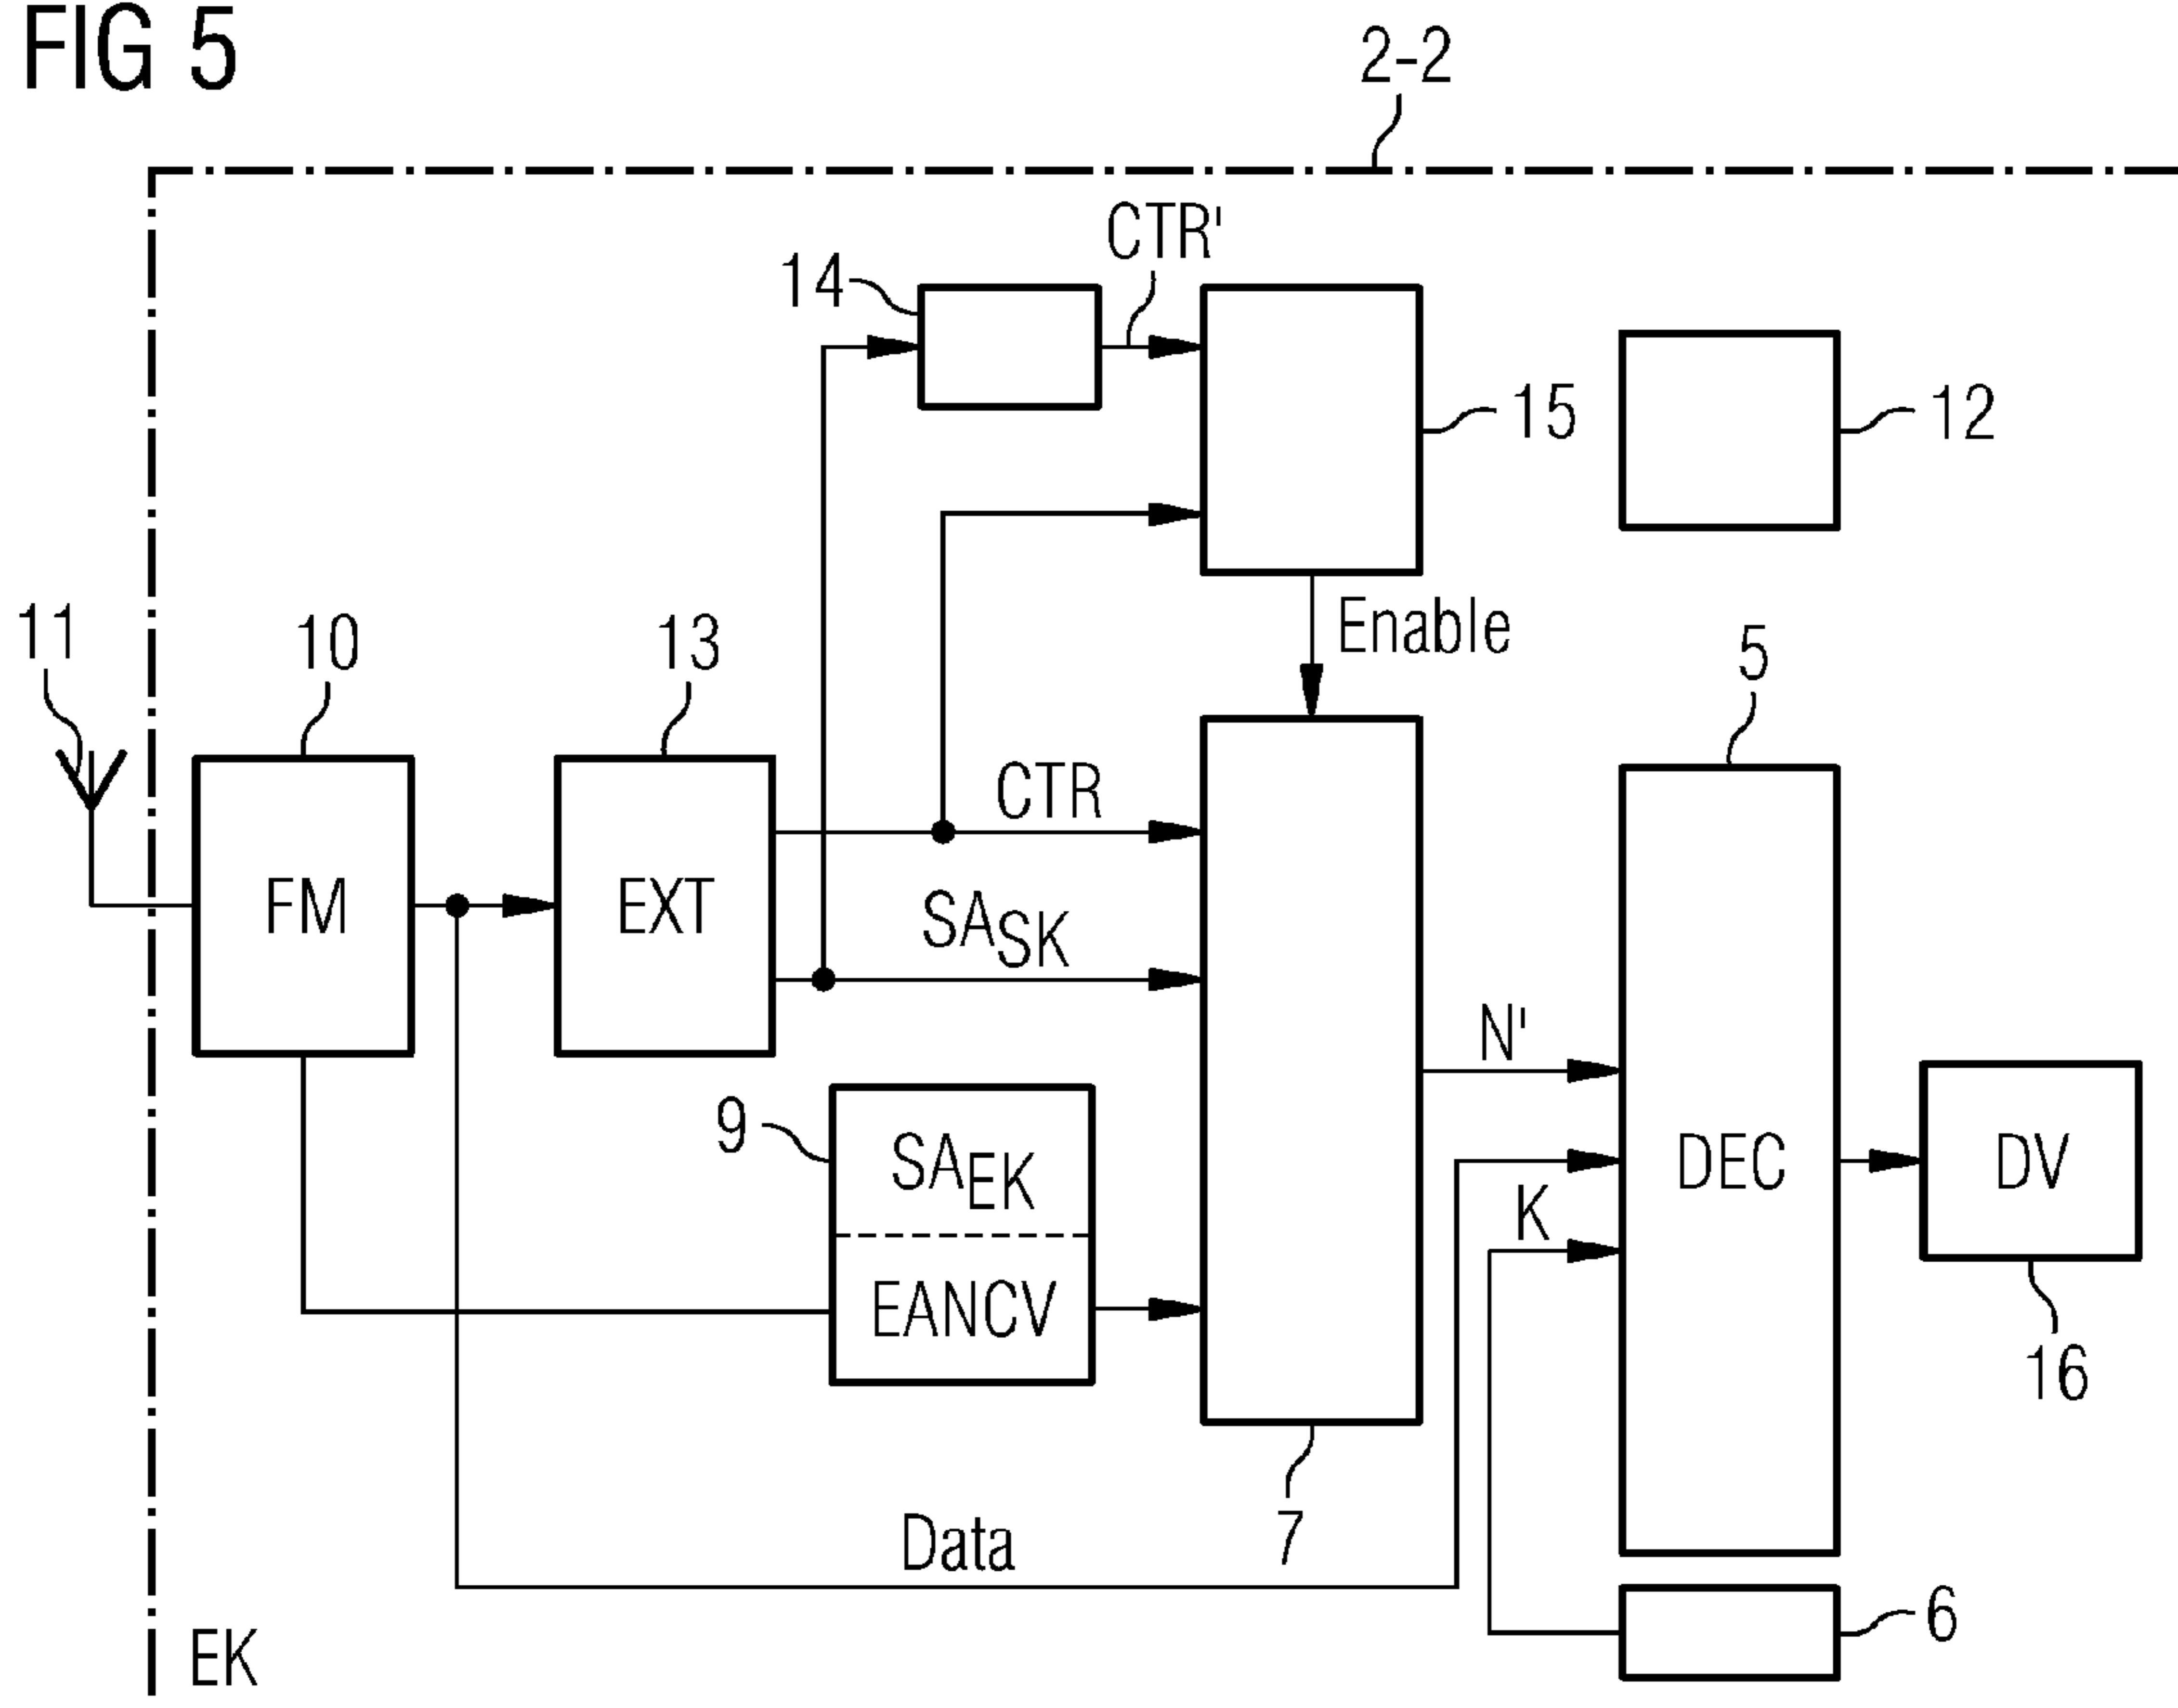 FIG 5
2-2
CTR'
14
15
12
Enable
11
10
13
5
CTR
FM
EXT
SASK
N'
9
SAEK
DEC
DV
K
EANCV
16
7
Data
6
EK